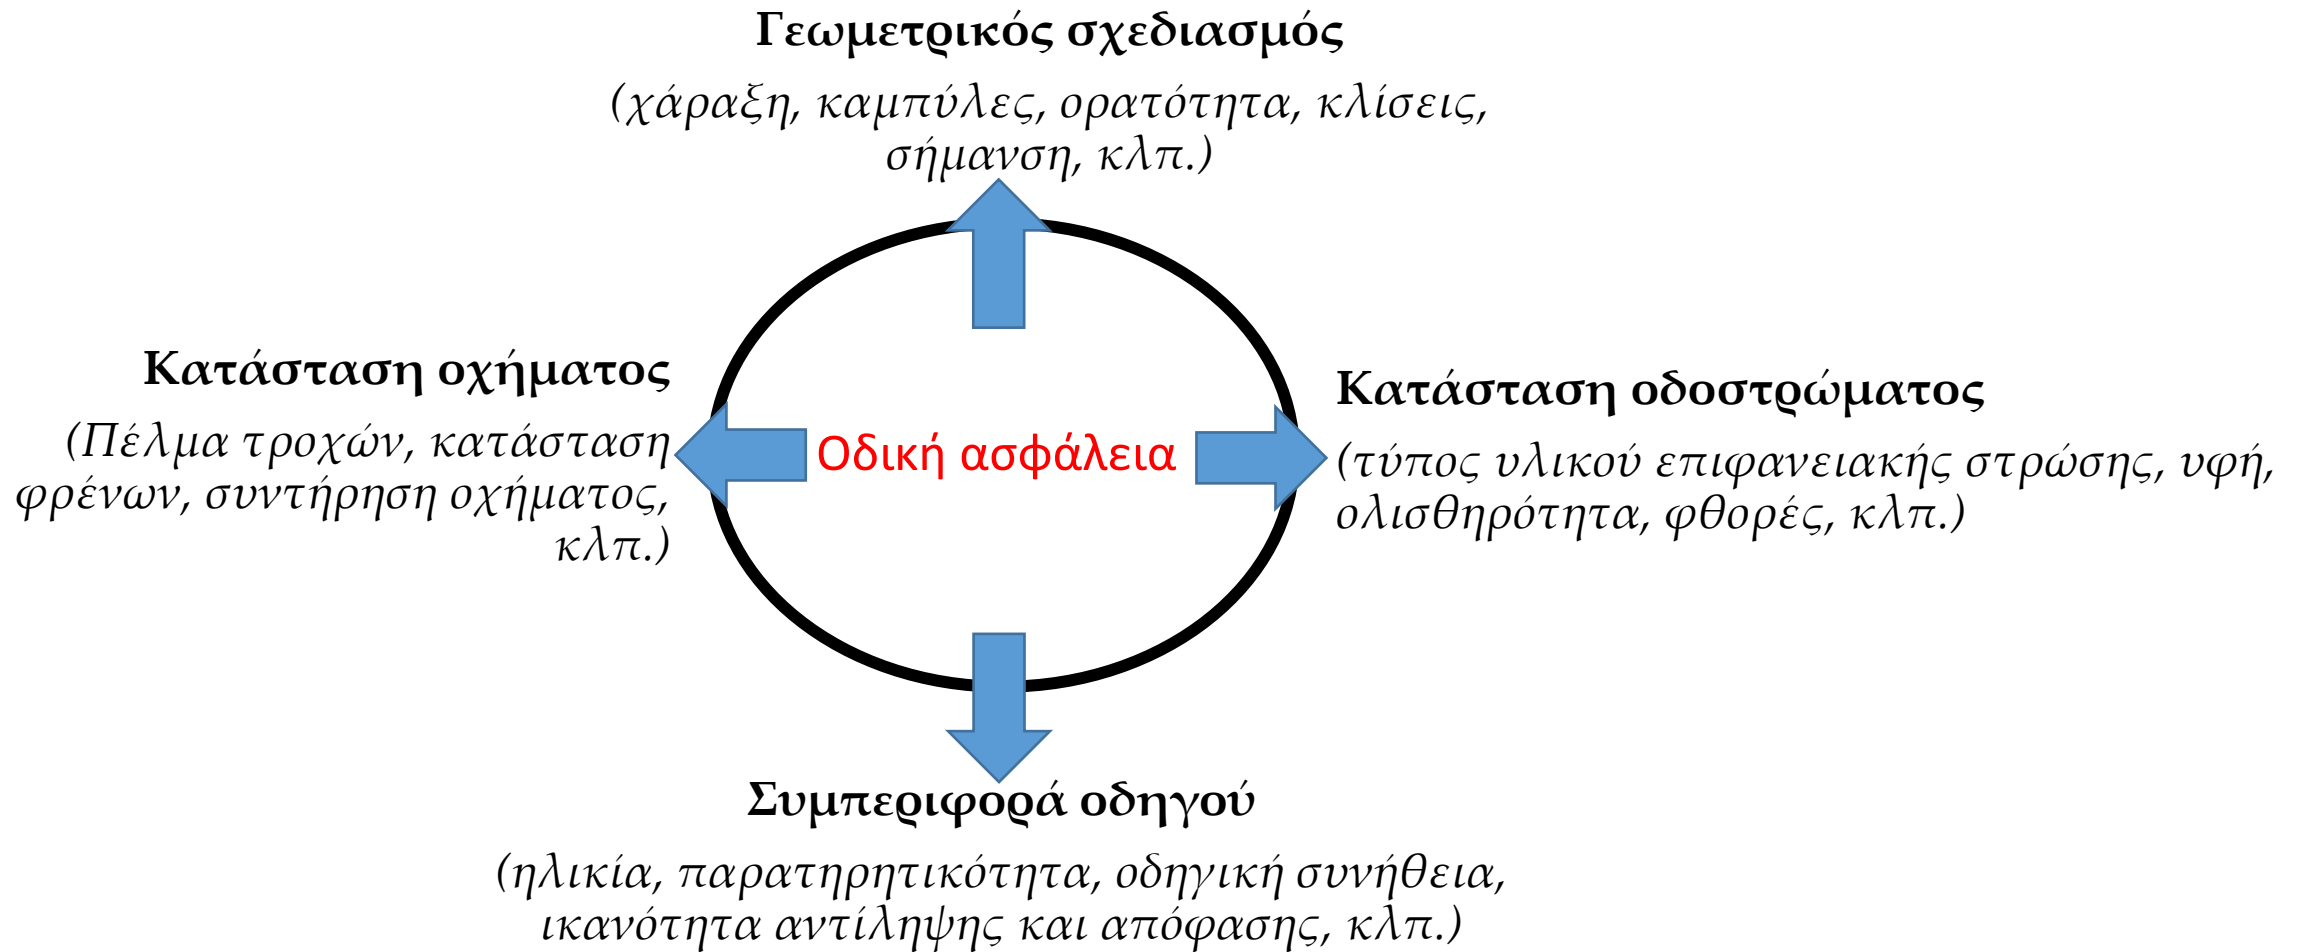 Γεωμετρικός σχεδιασμός
(χάραξη, καμπύλες, ορατότητα, κλίσεις,
σήμανση, κλπ.)
Κατάσταση οχήματος
(Πέλμα τροχών, κατάσταση
φρένων, συντήρηση οχήματος,
κλπ.)
Οδική ασφάλεια
Κατάσταση οδοστρώματος
(τύπος υλικού επιφανειακής στρώσης, υφή,
ολισθηρότητα, φθορές, κλπ.)
Συμπεριφορά οδηγού
(ηλικία, παρατηρητικότητα, οδηγική συνήθεια,
ικανότητα αντίληψης και απόφασης, κλπ.)